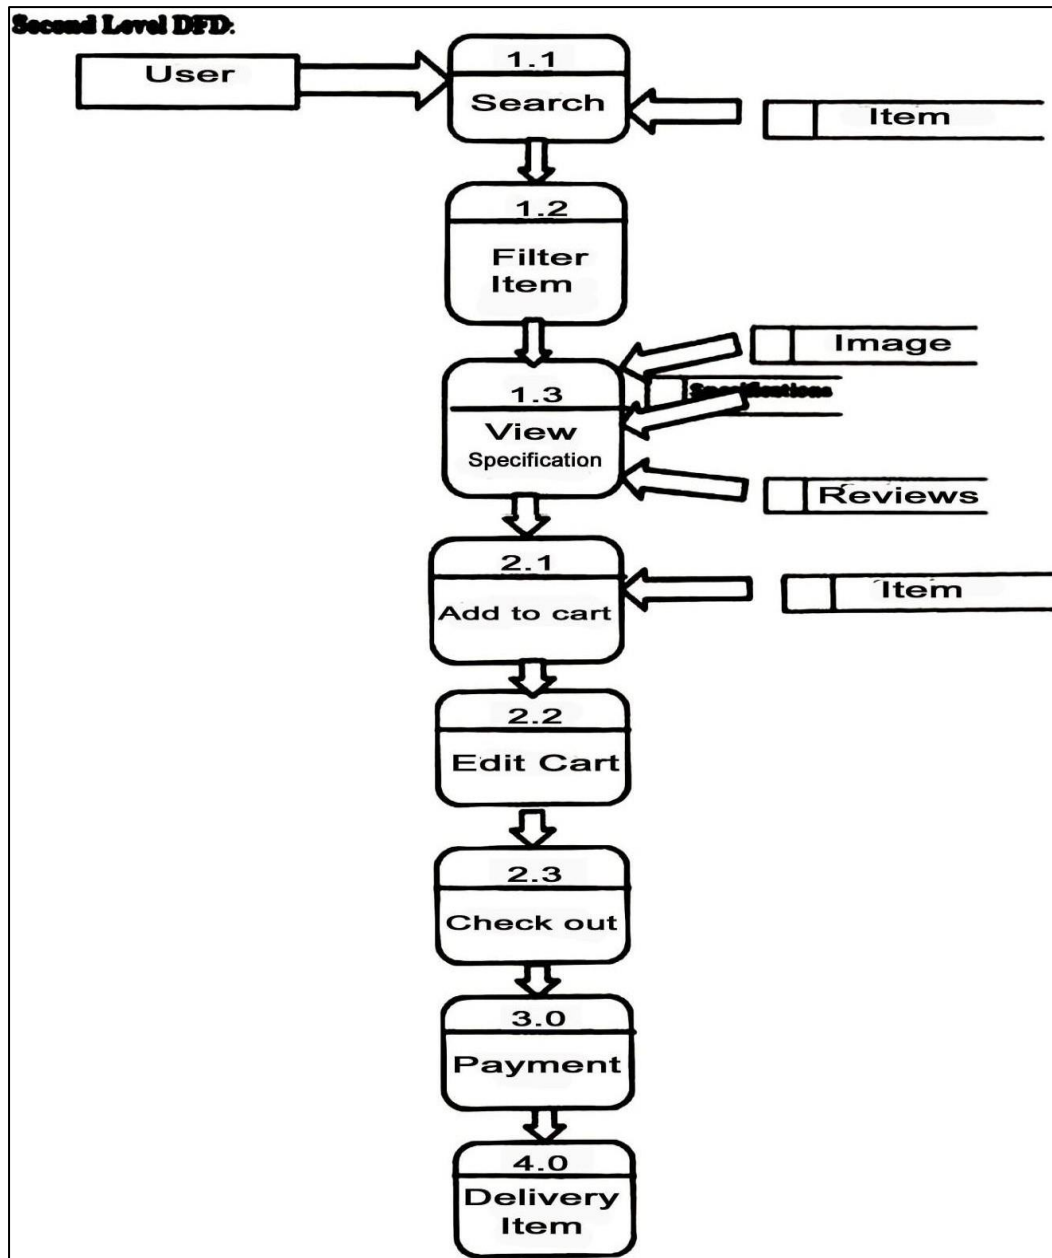 Second Level DFD:
User
1.1
Search
Item
1.2
Filter
Item
Image
1.3
Specifications
View
Specification
Reviews
2.1
Add to cart
Item
2.2
Edit Cart
2.3
Check out
3.0
Payment
4.0
Delivery
Item